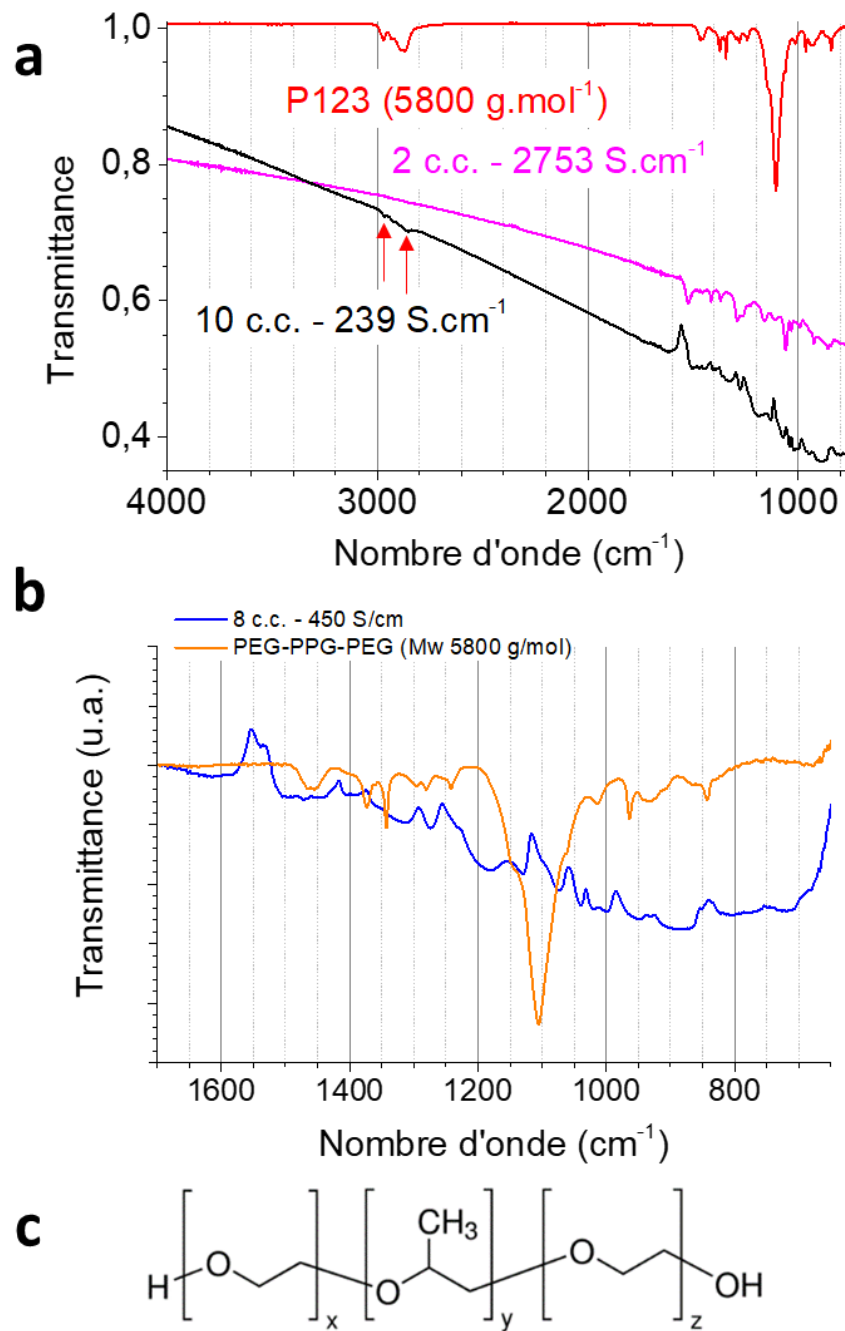 a
1,0
P123 (5800 g.mol⁻¹)
2 c.c. - 2753 S.cm⁻¹
0,8
Transmittance
0,6
10 c.c. - 239 S.cm⁻¹
0,4
4000 3000 2000 1000
Nombre d'onde (cm⁻¹)
b
8 c.c. - 450 S/cm
PEG-PPG-PEG (Mw 5800 g/mol)
Transmittance (u.a.)
1600 1400 1200 1000 800
Nombre d'onde (cm⁻¹)
c
CH₃
H O O O OH
x y z